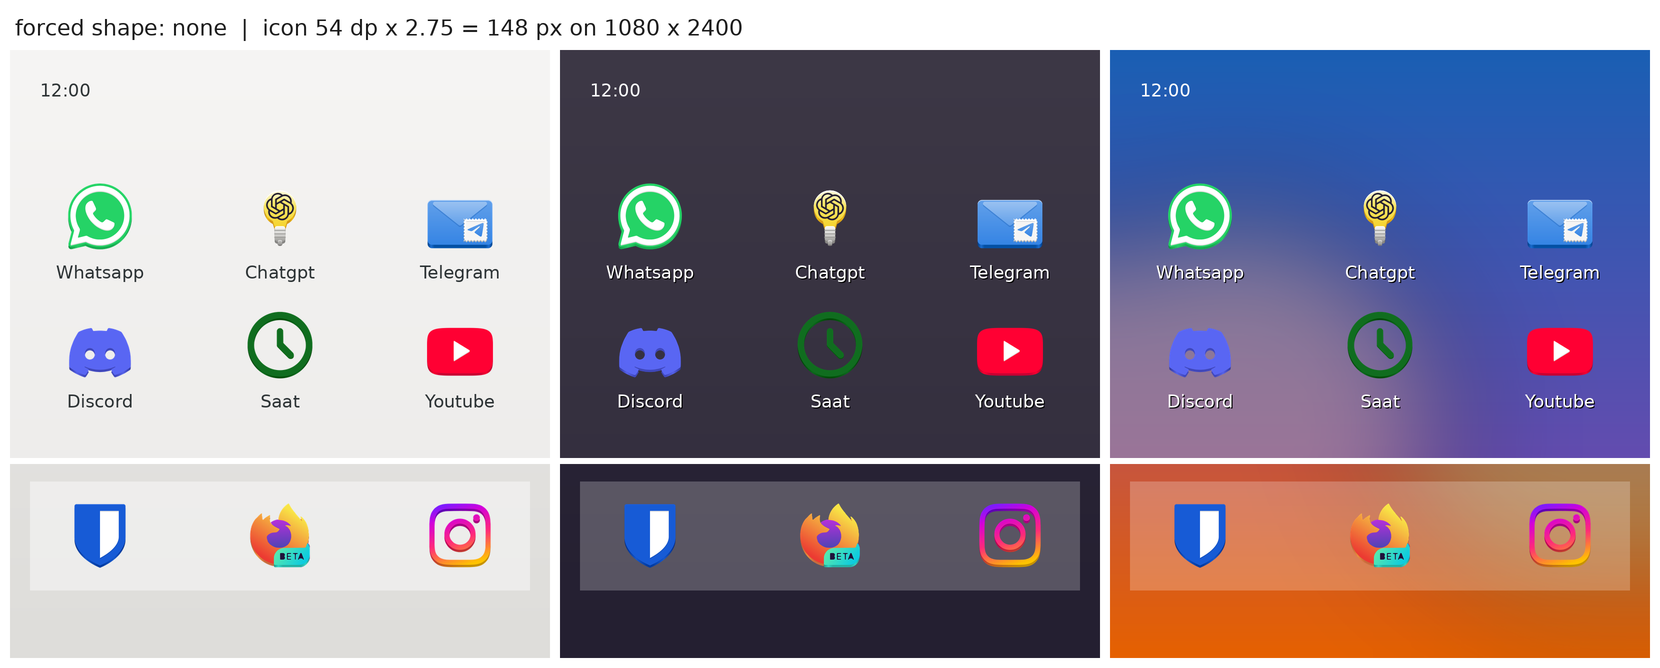 forced shape: none | icon 54 dp x 2.75 = 148 px on 1080 x 2400
12:00
Whatsapp Chatgpt Telegram
Discord Saat Youtube
BETA
12:00
Whatsapp Chatgpt Telegram
Discord Saat Youtube
BETA
12:00
Whatsapp Chatgpt Telegram
Discord Saat Youtube
BETA